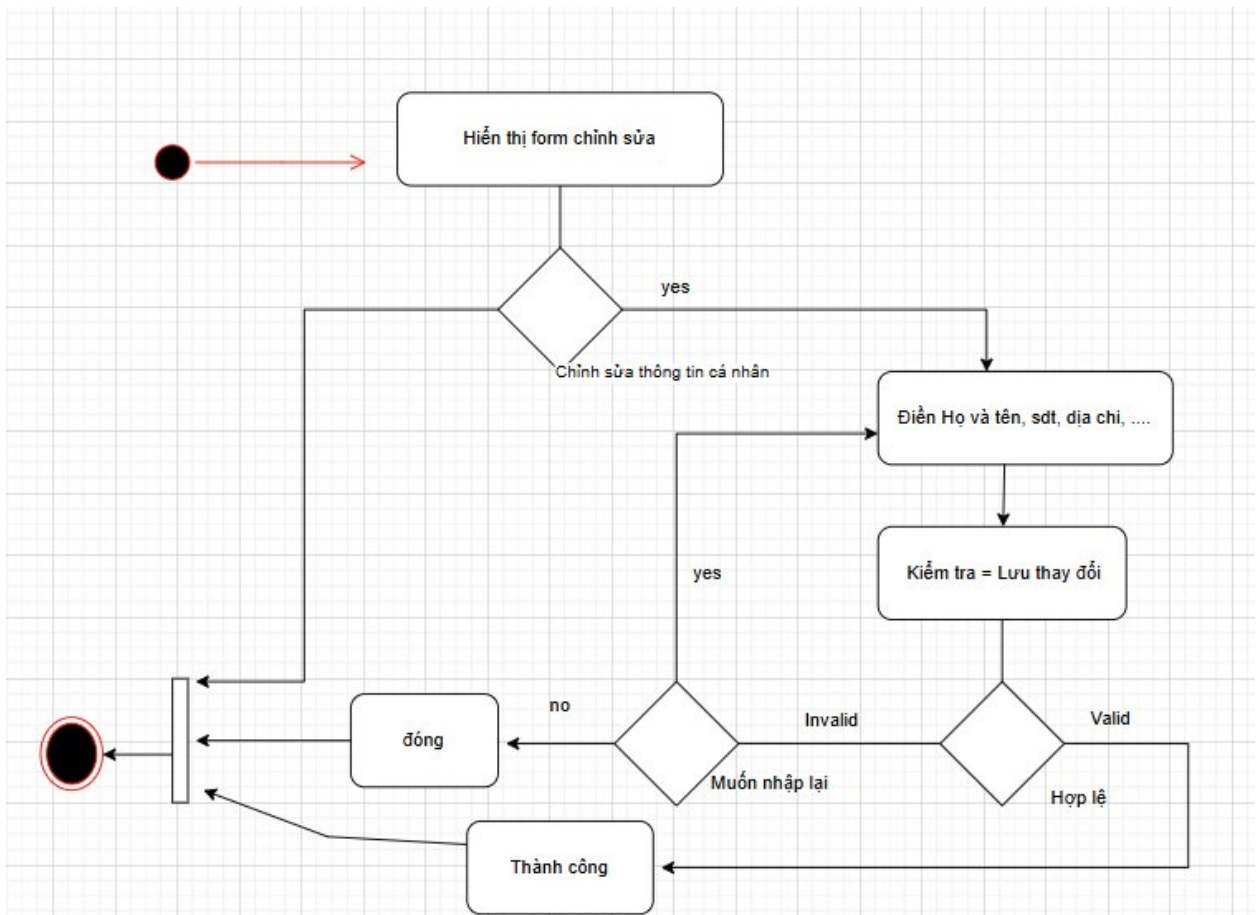 Hiển thị form chỉnh sửa
yes
Chỉnh sửa thông tin cá nhân
Điền Họ và tên, sdt, dịa chi, ....
Kiểm tra = Lưu thay đổi
yes
no
Invalid
Valid
đóng
Muốn nhập lại
Hợp lệ
Thành công